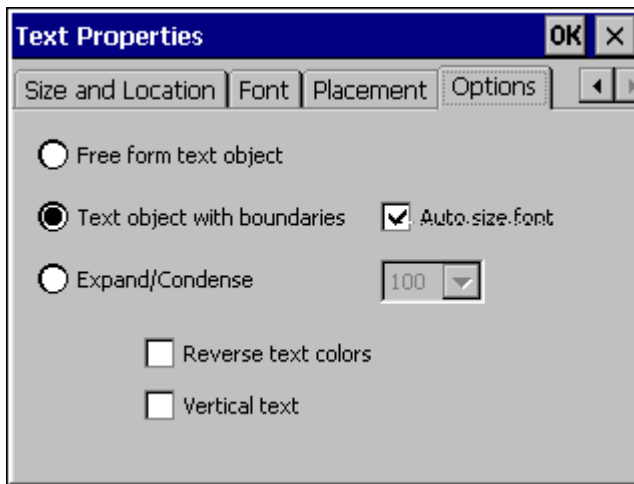 Text Properties OK
Size and Location Font Placement Options
Free form text object
Text object with boundaries Auto size font
Expand/Condense 100
Reverse text colors
Vertical text